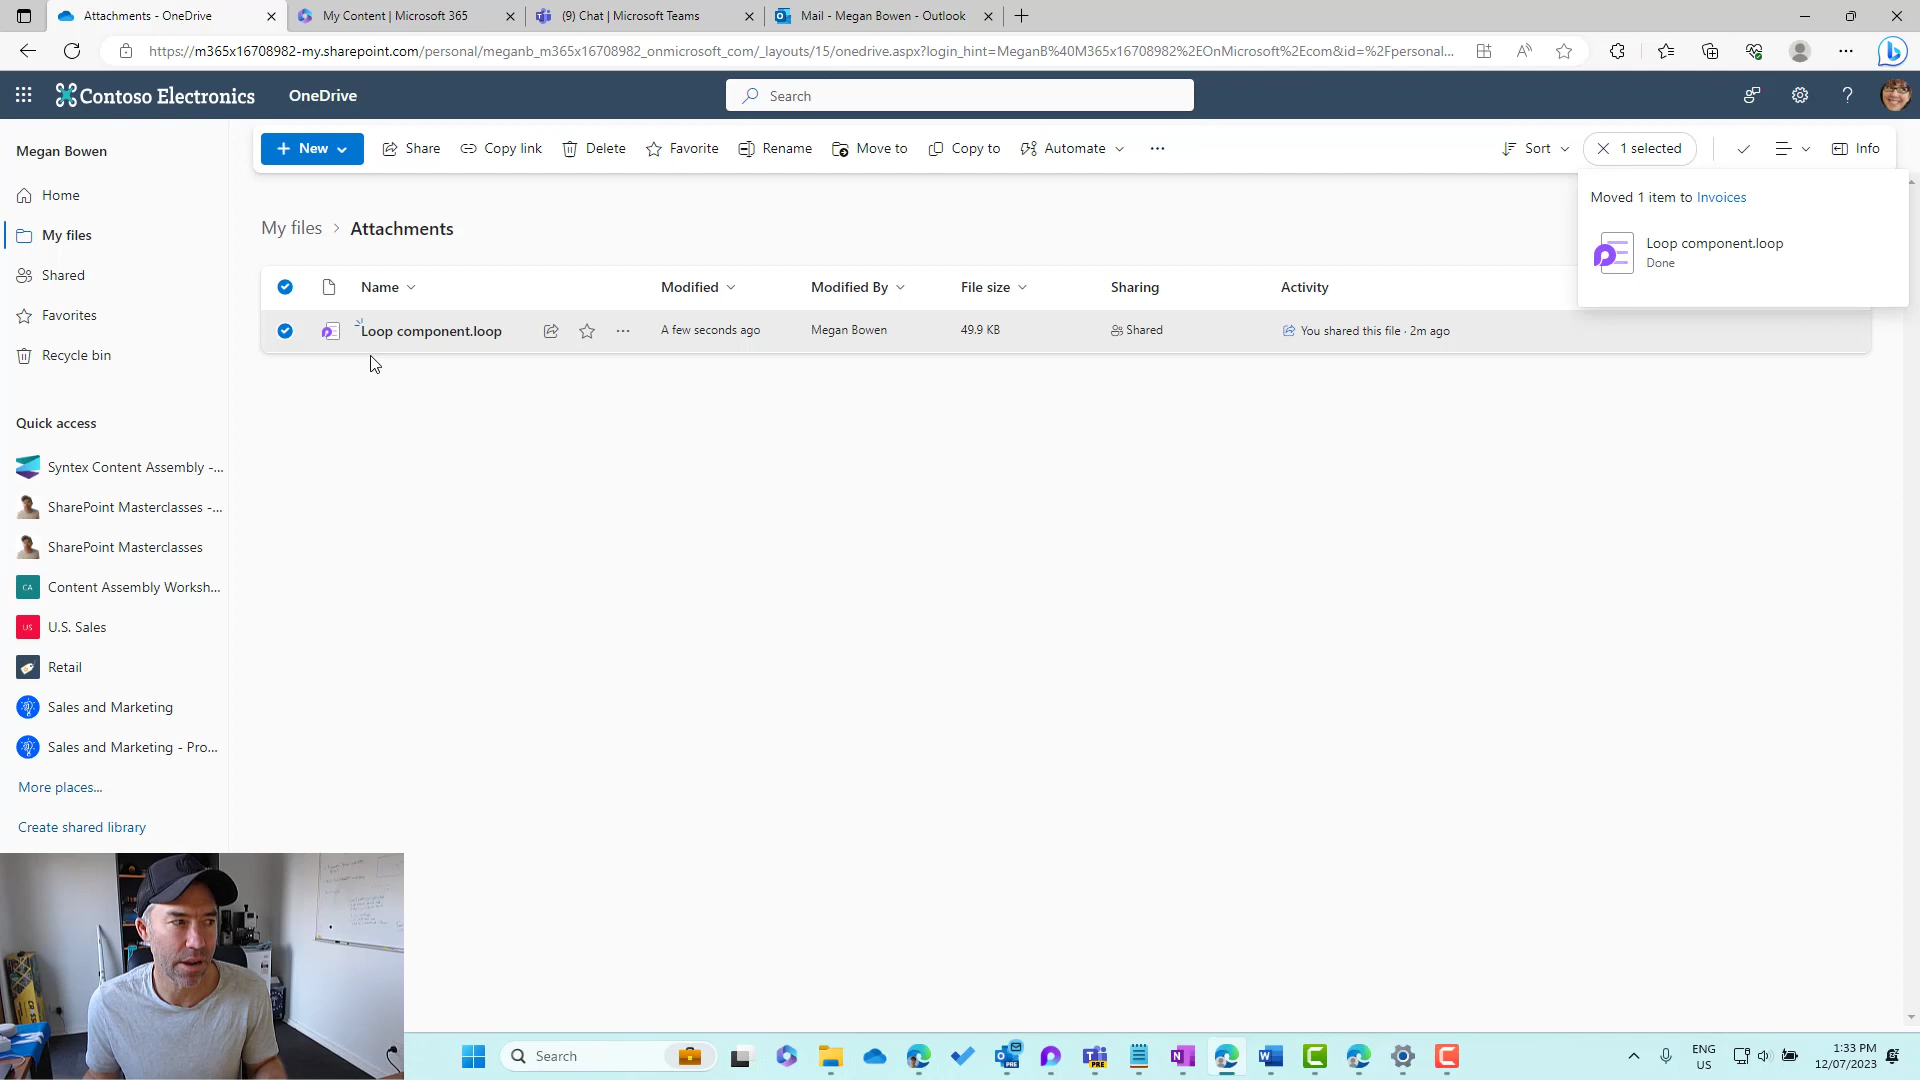 Attachments - OneDrive
My Content | Microsoft 365
(9) Chat | Microsoft Teams
Mail - Megan Bowen - Outlook
https://m365x16708982-my.sharepoint.com/personal/meganb_m365x16708982_onmicrosoft_com/_layouts/15/onedrive.aspx?login_hint=MeganB%40M365x16708982%2EOnMicrosoft%2Ecom&id=%2Fpersonal...
Contoso Electronics
OneDrive
Search
Megan Bowen
Home
My files
Shared
Favorites
Recycle bin
Quick access
Syntex Content Assembly -...
SharePoint Masterclasses -...
SharePoint Masterclasses
CA Content Assembly Worksh...
US U.S. Sales
Retail
Sales and Marketing
Sales and Marketing - Pro...
More places...
Create shared library
New Share Copy link Delete Favorite Rename Move to Copy to Automate ... Sort 1 selected Info
My files > Attachments
Name Modified Modified By File size Sharing Activity
Loop component.loop A few seconds ago Megan Bowen 49.9 KB Shared You shared this file · 2m ago
Moved 1 item to Invoices
Loop component.loop
Done
Search
PRE
PRE
ENG
US
1:33 PM
12/07/2023